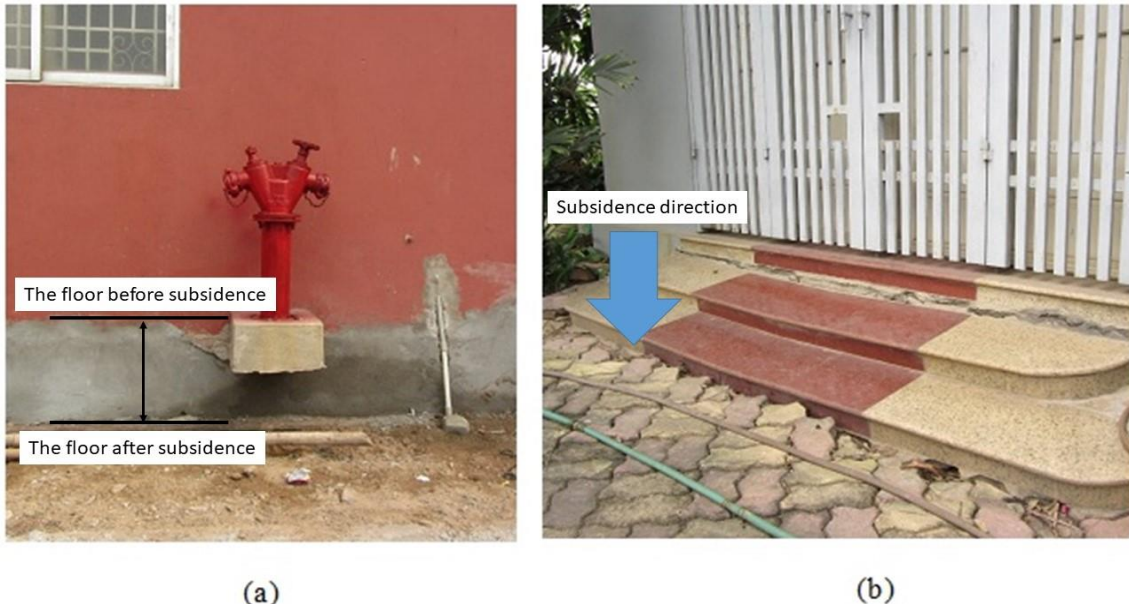 The floor before subsidence
The floor after subsidence
Subsidence direction
(a)
(b)